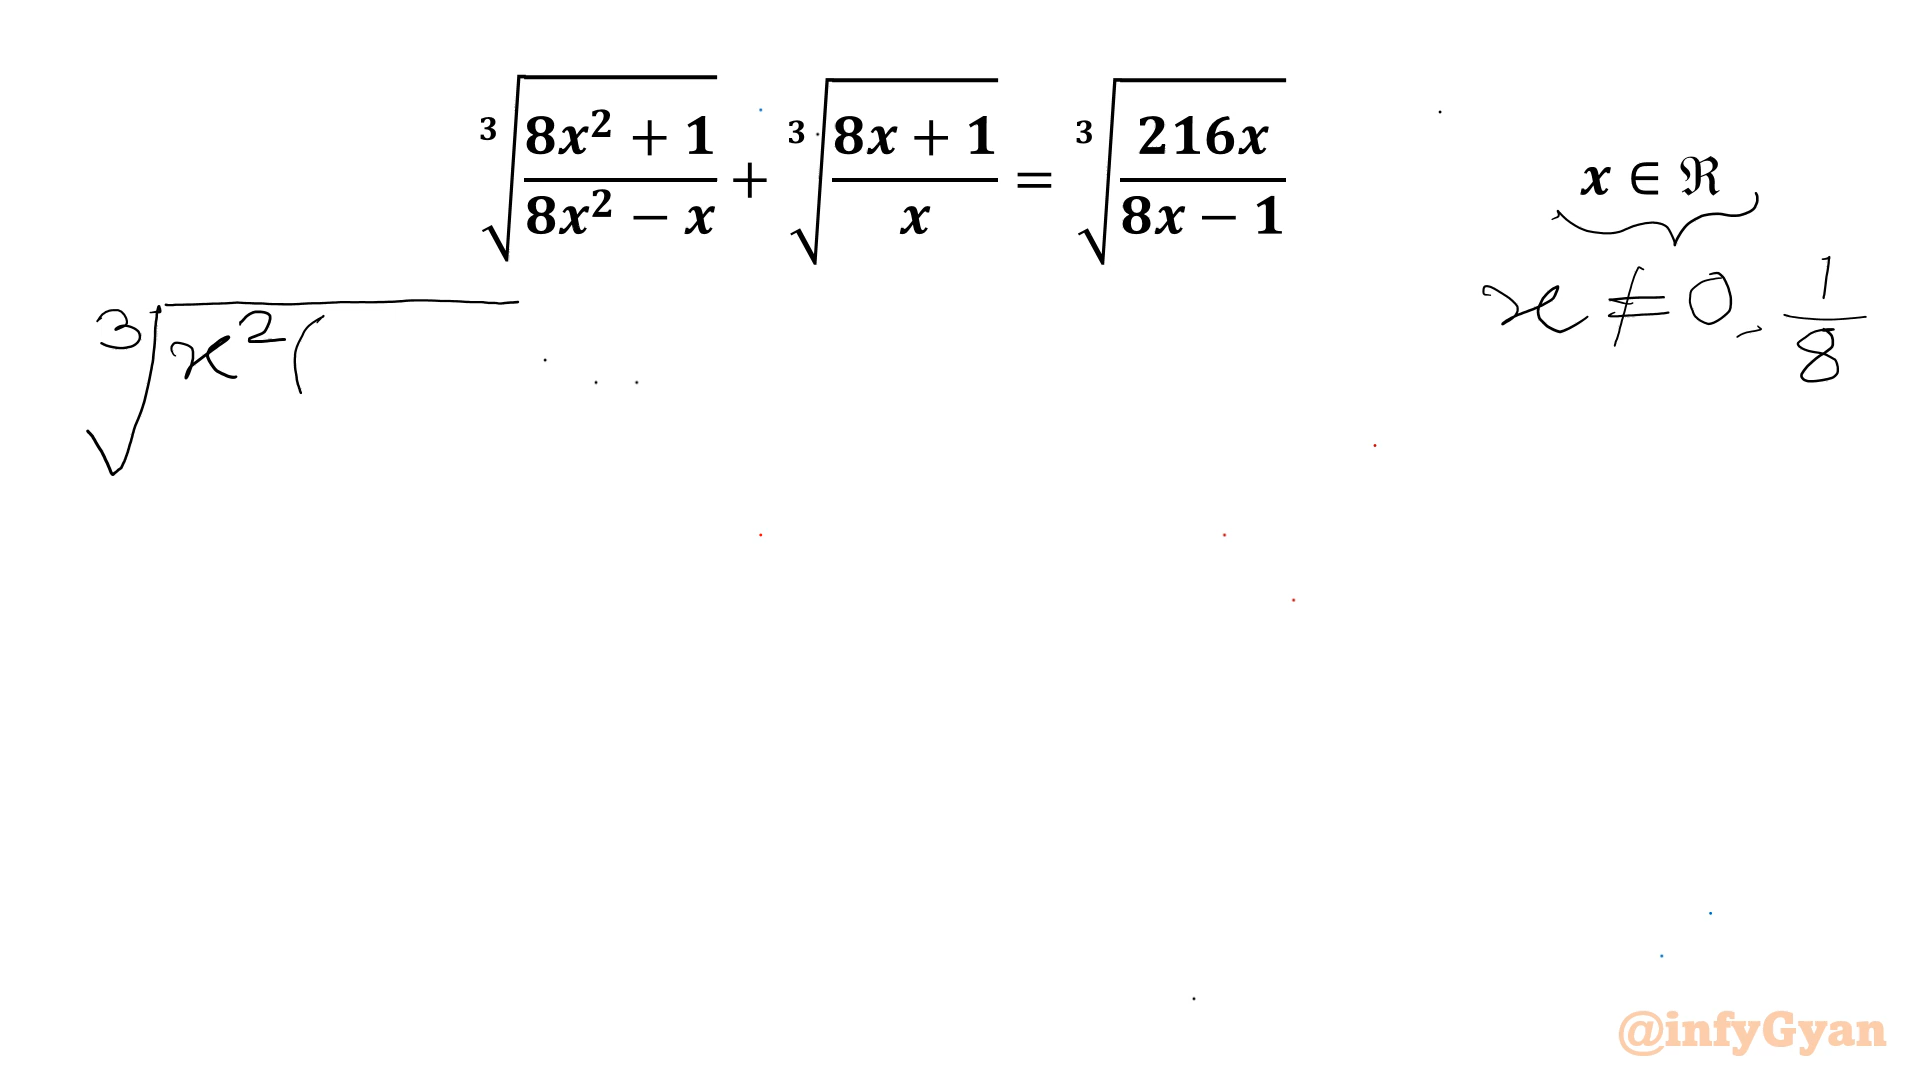 ∛((8x² + 1)/(8x² − x)) + ∛((8x + 1)/x) = ∛(216x/(8x − 1))
x ∈ ℜ
x ≠ 0, 1/8
∛(x²(
@infyGyan